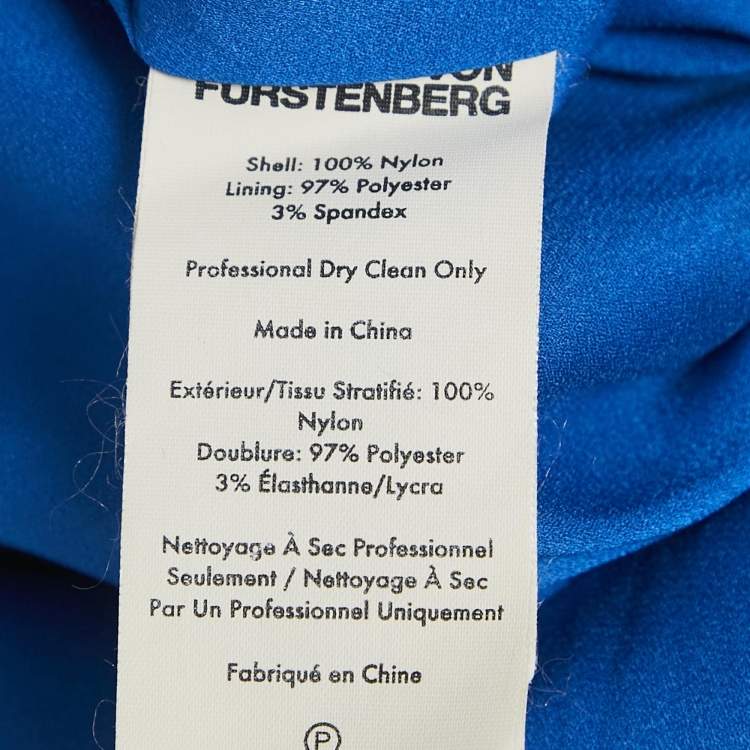 VON
FURSTENBERG
Shell: 100% Nylon
Lining: 97% Polyester
3% Spandex
Professional Dry Clean Only
Made in China
Extérieur/Tissu Stratifié: 100%
Nylon
Doublure: 97% Polyester
3% Élasthanne/Lycra
Nettoyage À Sec Professionnel
Seulement / Nettoyage À Sec
Par Un Professionnel Uniquement
Fabriqué en Chine
P